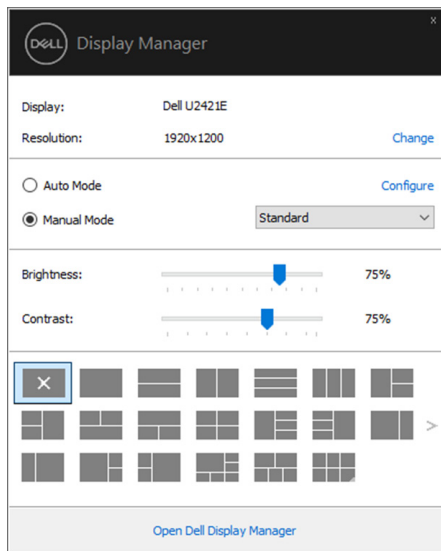 x
DELL Display Manager
Display: Dell U2421E
Resolution: 1920x1200 Change
Auto Mode Configure
Manual Mode Standard
Brightness: 75%
Contrast: 75%
Open Dell Display Manager